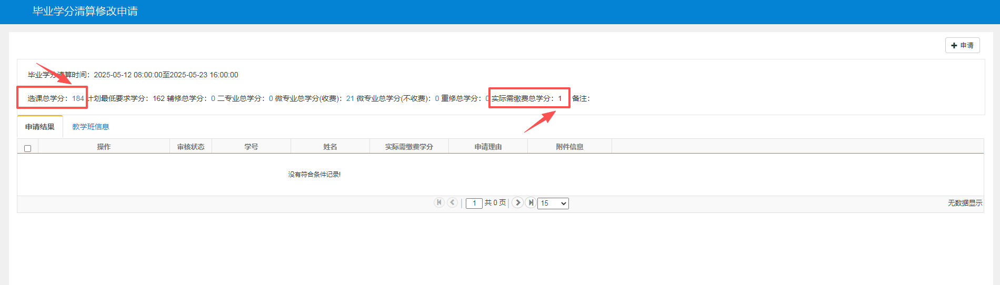 毕业学分清算修改申请
申请
毕业学分清算时间：2025-05-12 08:00:00至2025-05-23 16:00:00
选课总学分：184 计划最低要求学分：162 辅修总学分：0 二专业总学分：0 微专业总学分(收费)：21 微专业总学分(不收费)：0 重修总学分：0 实际需缴费总学分：1 备注：
申请结果 教学班信息
操作 审核状态 学号 姓名 实际需缴费学分 申请理由 附件信息
没有符合条件记录!
1 共 0 页 15 无数据显示